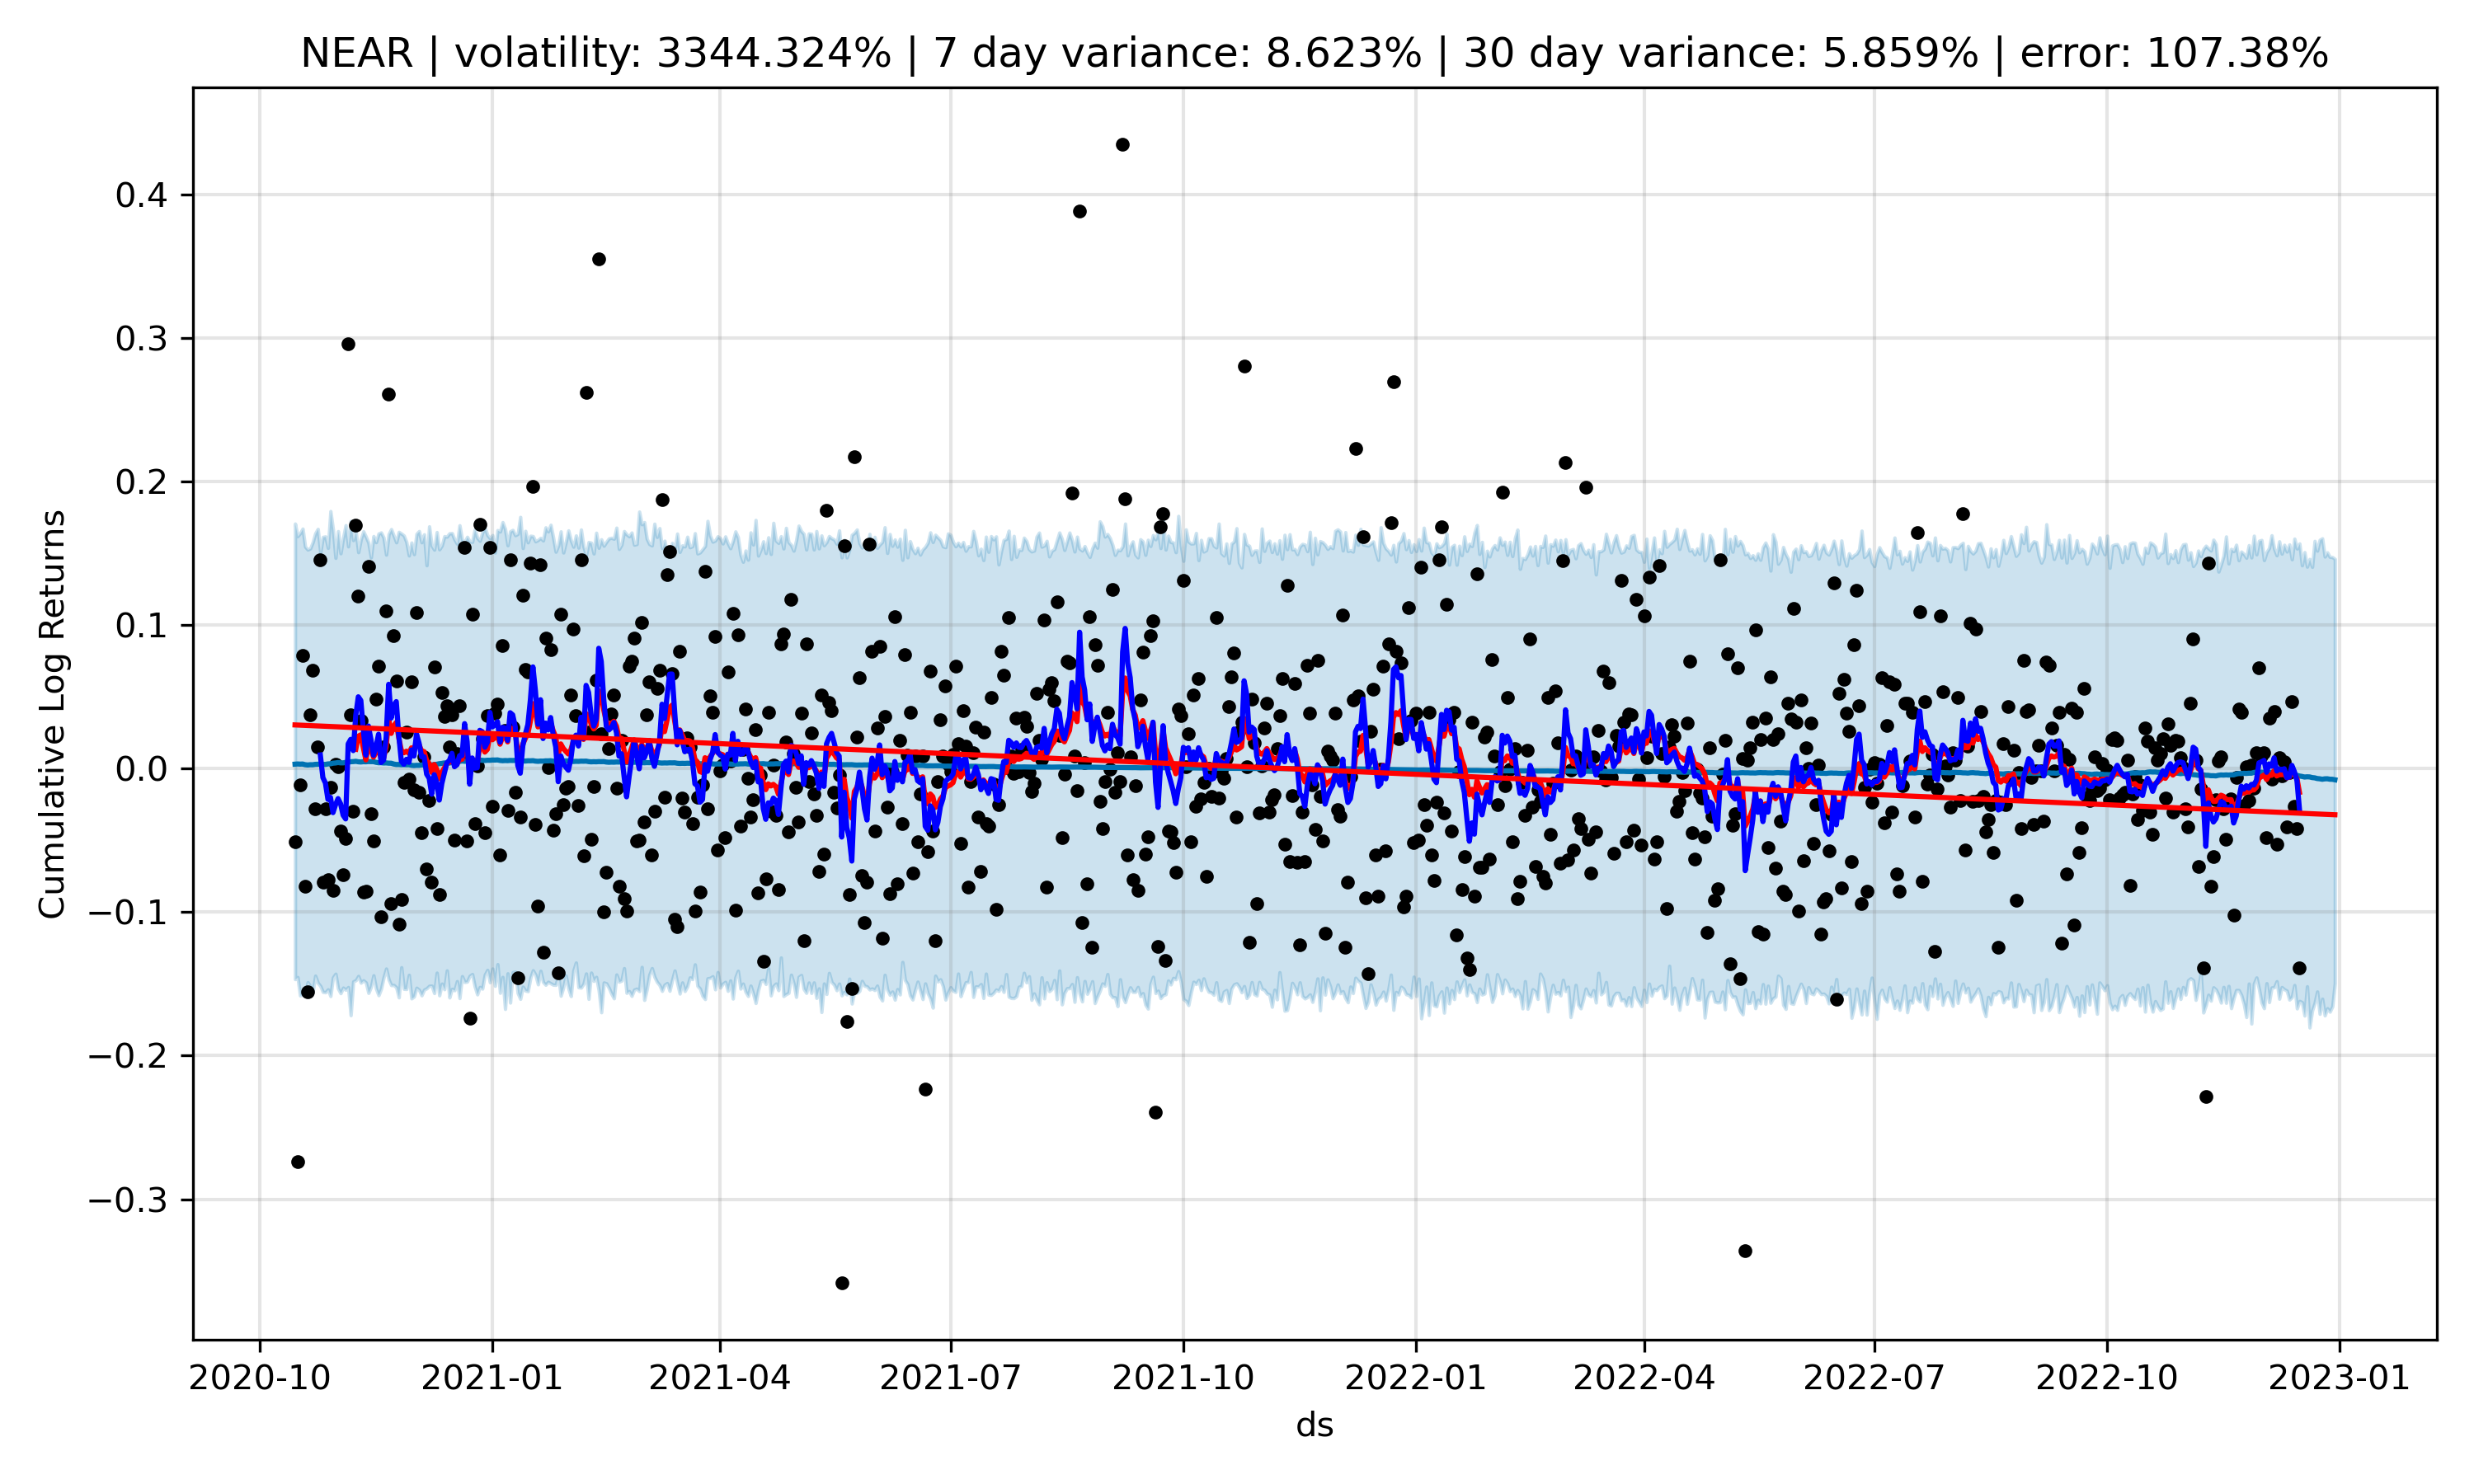 NEAR | volatility: 3344.324% | 7 day variance: 8.623% | 30 day variance: 5.859% | error: 107.38%
Cumulative Log Returns
0.4
0.3
0.2
0.1
0.0
−0.1
−0.2
−0.3
2020-10 2021-01 2021-04 2021-07 2021-10 2022-01 2022-04 2022-07 2022-10 2023-01
ds